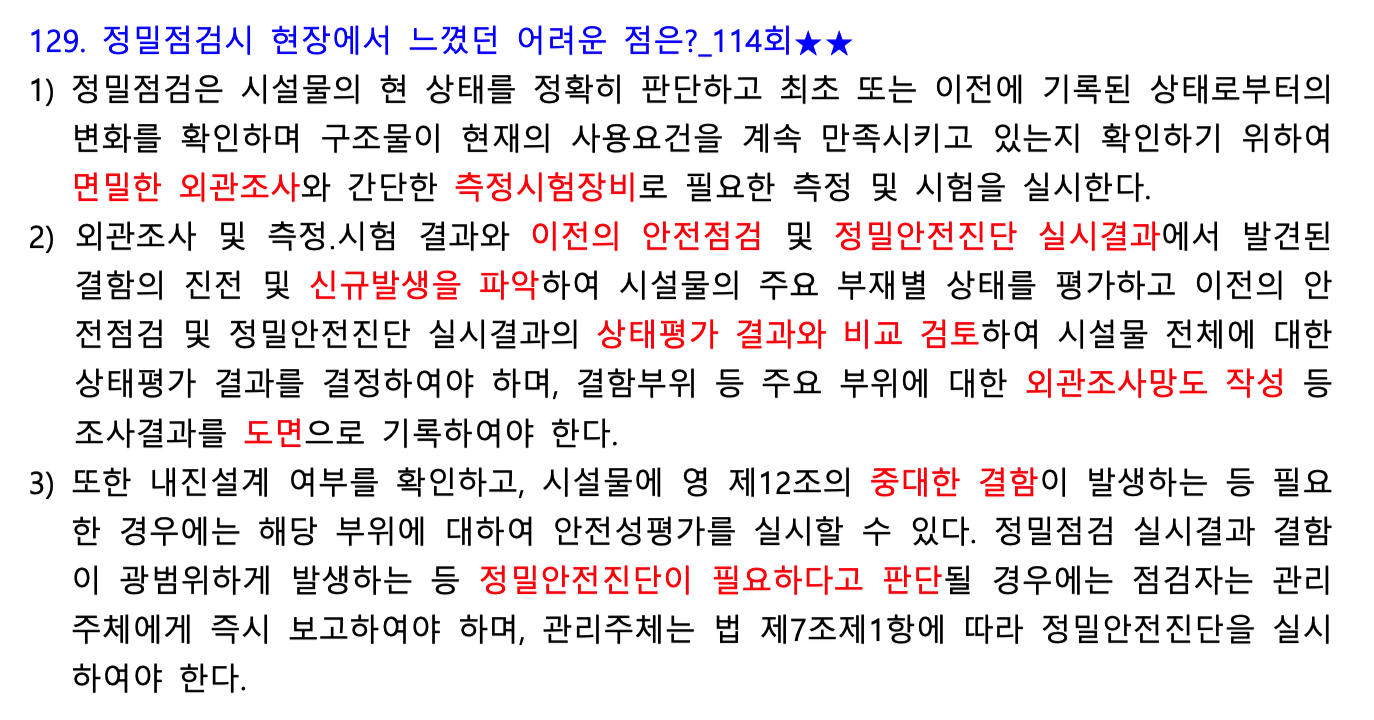 129. 정밀점검시 현장에서 느꼈던 어려운 점은?_114회★★
1) 정밀점검은 시설물의 현 상태를 정확히 판단하고 최초 또는 이전에 기록된 상태로부터의
변화를 확인하며 구조물이 현재의 사용요건을 계속 만족시키고 있는지 확인하기 위하여
면밀한 외관조사와 간단한 측정시험장비로 필요한 측정 및 시험을 실시한다.
2) 외관조사 및 측정.시험 결과와 이전의 안전점검 및 정밀안전진단 실시결과에서 발견된
결함의 진전 및 신규발생을 파악하여 시설물의 주요 부재별 상태를 평가하고 이전의 안
전점검 및 정밀안전진단 실시결과의 상태평가 결과와 비교 검토하여 시설물 전체에 대한
상태평가 결과를 결정하여야 하며, 결함부위 등 주요 부위에 대한 외관조사망도 작성 등
조사결과를 도면으로 기록하여야 한다.
3) 또한 내진설계 여부를 확인하고, 시설물에 영 제12조의 중대한 결함이 발생하는 등 필요
한 경우에는 해당 부위에 대하여 안전성평가를 실시할 수 있다. 정밀점검 실시결과 결함
이 광범위하게 발생하는 등 정밀안전진단이 필요하다고 판단될 경우에는 점검자는 관리
주체에게 즉시 보고하여야 하며, 관리주체는 법 제7조제1항에 따라 정밀안전진단을 실시
하여야 한다.